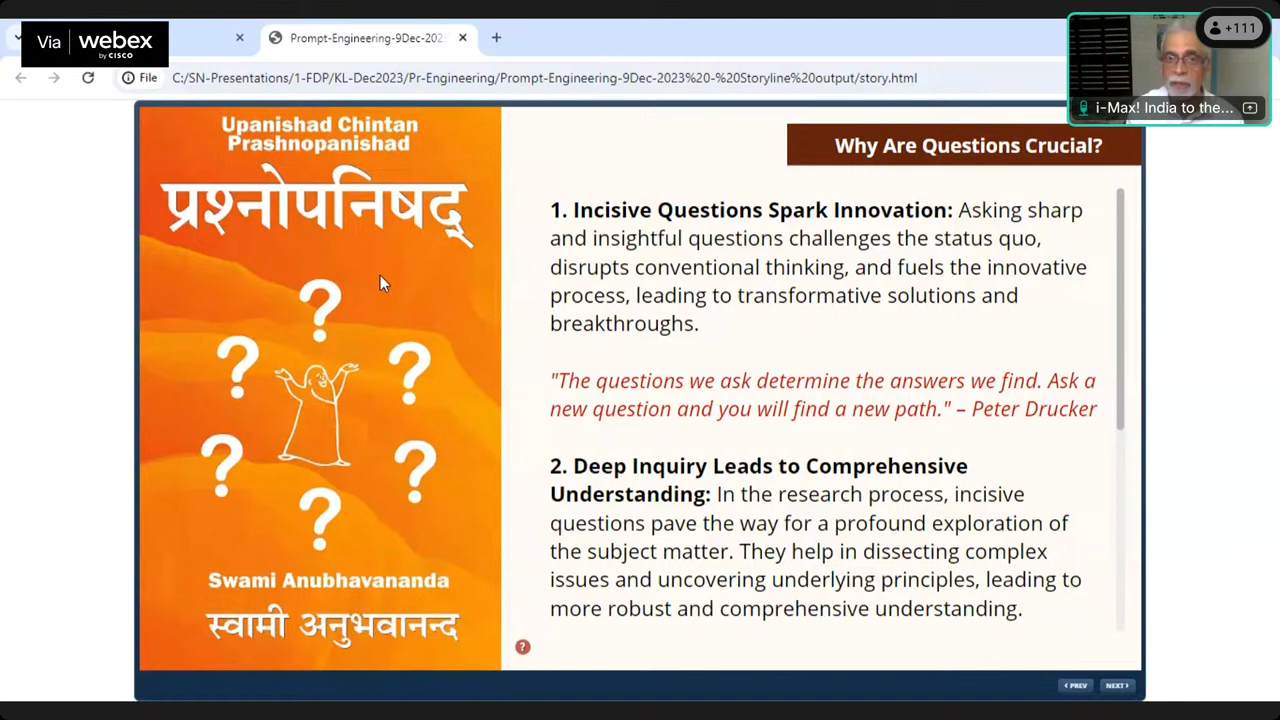 Via webex
by CISCO
Prompt-Engineering-9Dec-202
+111
File C:/SN-Presentations/1-FDP/KL-Dec2023/Pr-Engineering/Prompt-Engineering-9Dec-2023%20-%20Storyline%20output/story.html
i-Max! India to the...
Upanishad Chintan
Prashnopanishad
प्रश्नोपनिषद्
? ? ? ? ? ?
Swami Anubhavananda
स्वामी अनुभवानन्द
Why Are Questions Crucial?
1. Incisive Questions Spark Innovation: Asking sharp
and insightful questions challenges the status quo,
disrupts conventional thinking, and fuels the innovative
process, leading to transformative solutions and
breakthroughs.
"The questions we ask determine the answers we find. Ask a
new question and you will find a new path." – Peter Drucker
2. Deep Inquiry Leads to Comprehensive
Understanding: In the research process, incisive
questions pave the way for a profound exploration of
the subject matter. They help in dissecting complex
issues and uncovering underlying principles, leading to
more robust and comprehensive understanding.
?
PREV NEXT